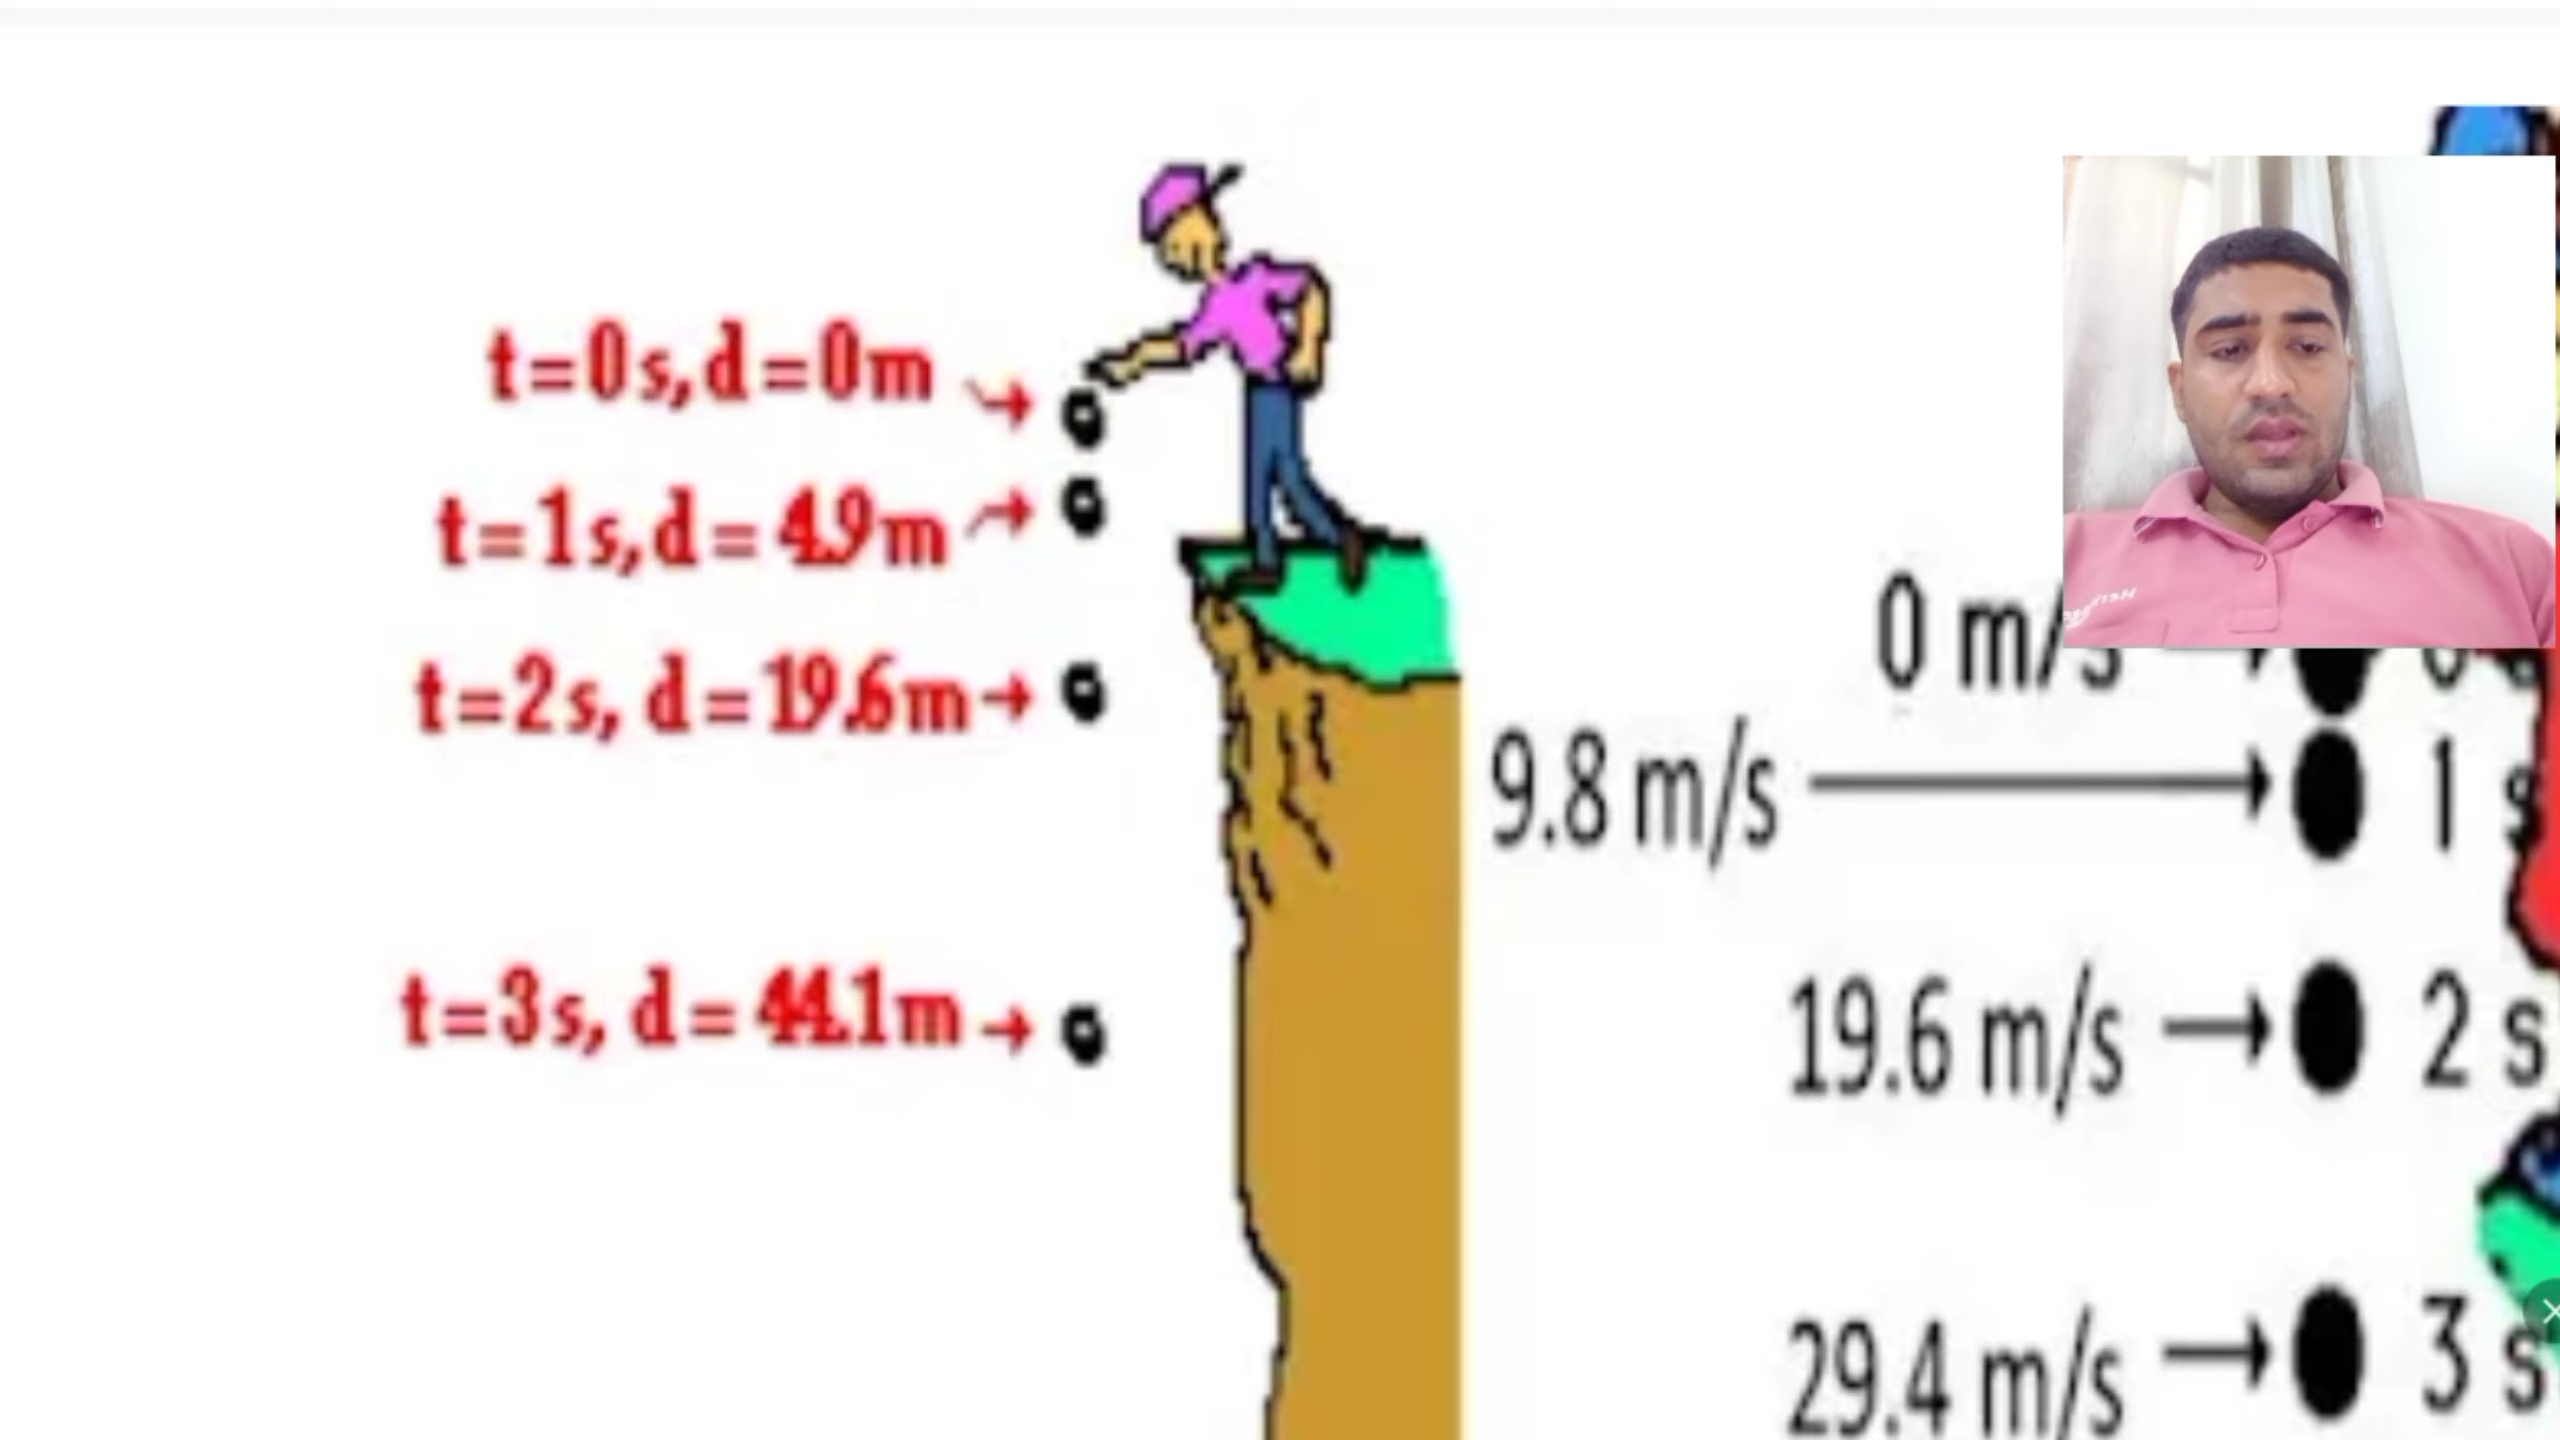 t=0s,d=0m
t=1s,d=4.9m
t=2s, d=19.6m
t=3s, d=44.1m
0 m/s
9.8 m/s 1 s
19.6 m/s 2 s
29.4 m/s 3 s